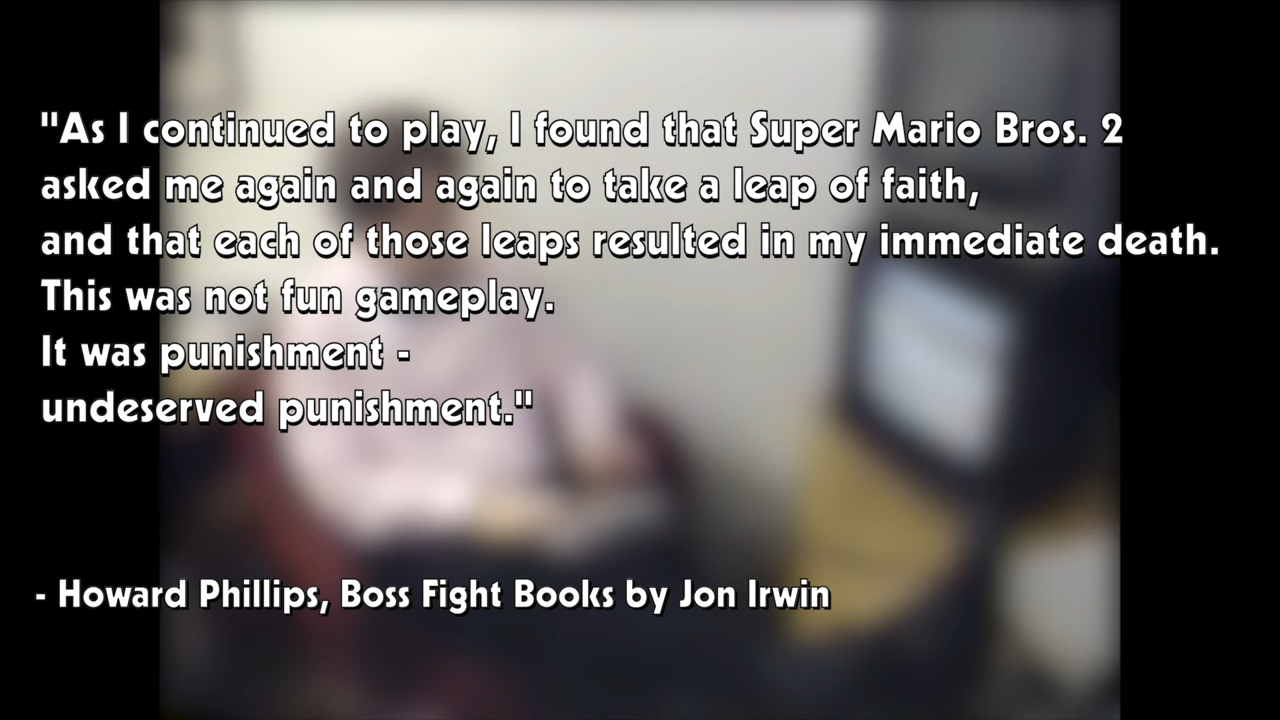 "As I continued to play, I found that Super Mario Bros. 2
asked me again and again to take a leap of faith,
and that each of those leaps resulted in my immediate death.
This was not fun gameplay.
It was punishment -
undeserved punishment."
- Howard Phillips, Boss Fight Books by Jon Irwin